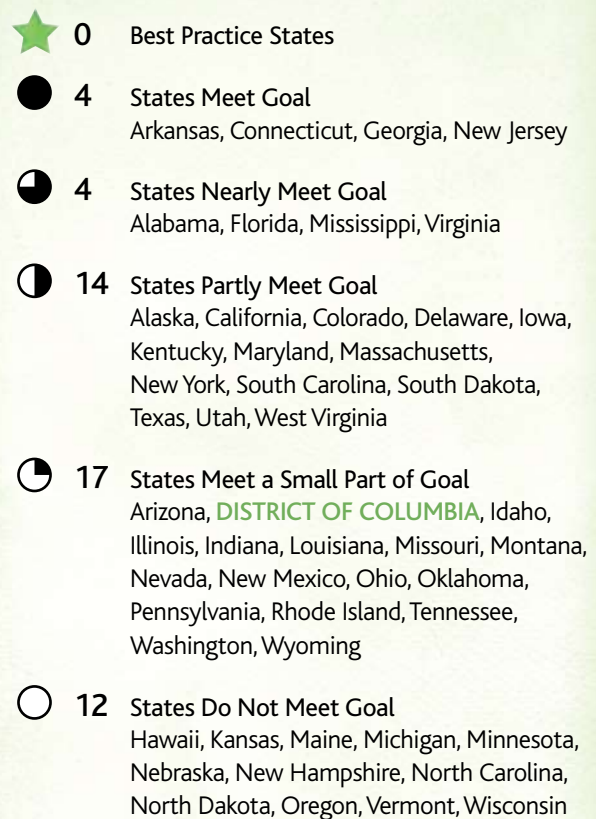 0 Best Practice States
4 States Meet Goal
Arkansas, Connecticut, Georgia, New Jersey
4 States Nearly Meet Goal
Alabama, Florida, Mississippi, Virginia
14 States Partly Meet Goal
Alaska, California, Colorado, Delaware, Iowa,
Kentucky, Maryland, Massachusetts,
New York, South Carolina, South Dakota,
Texas, Utah, West Virginia
17 States Meet a Small Part of Goal
Arizona, DISTRICT OF COLUMBIA, Idaho,
Illinois, Indiana, Louisiana, Missouri, Montana,
Nevada, New Mexico, Ohio, Oklahoma,
Pennsylvania, Rhode Island, Tennessee,
Washington, Wyoming
12 States Do Not Meet Goal
Hawaii, Kansas, Maine, Michigan, Minnesota,
Nebraska, New Hampshire, North Carolina,
North Dakota, Oregon, Vermont, Wisconsin